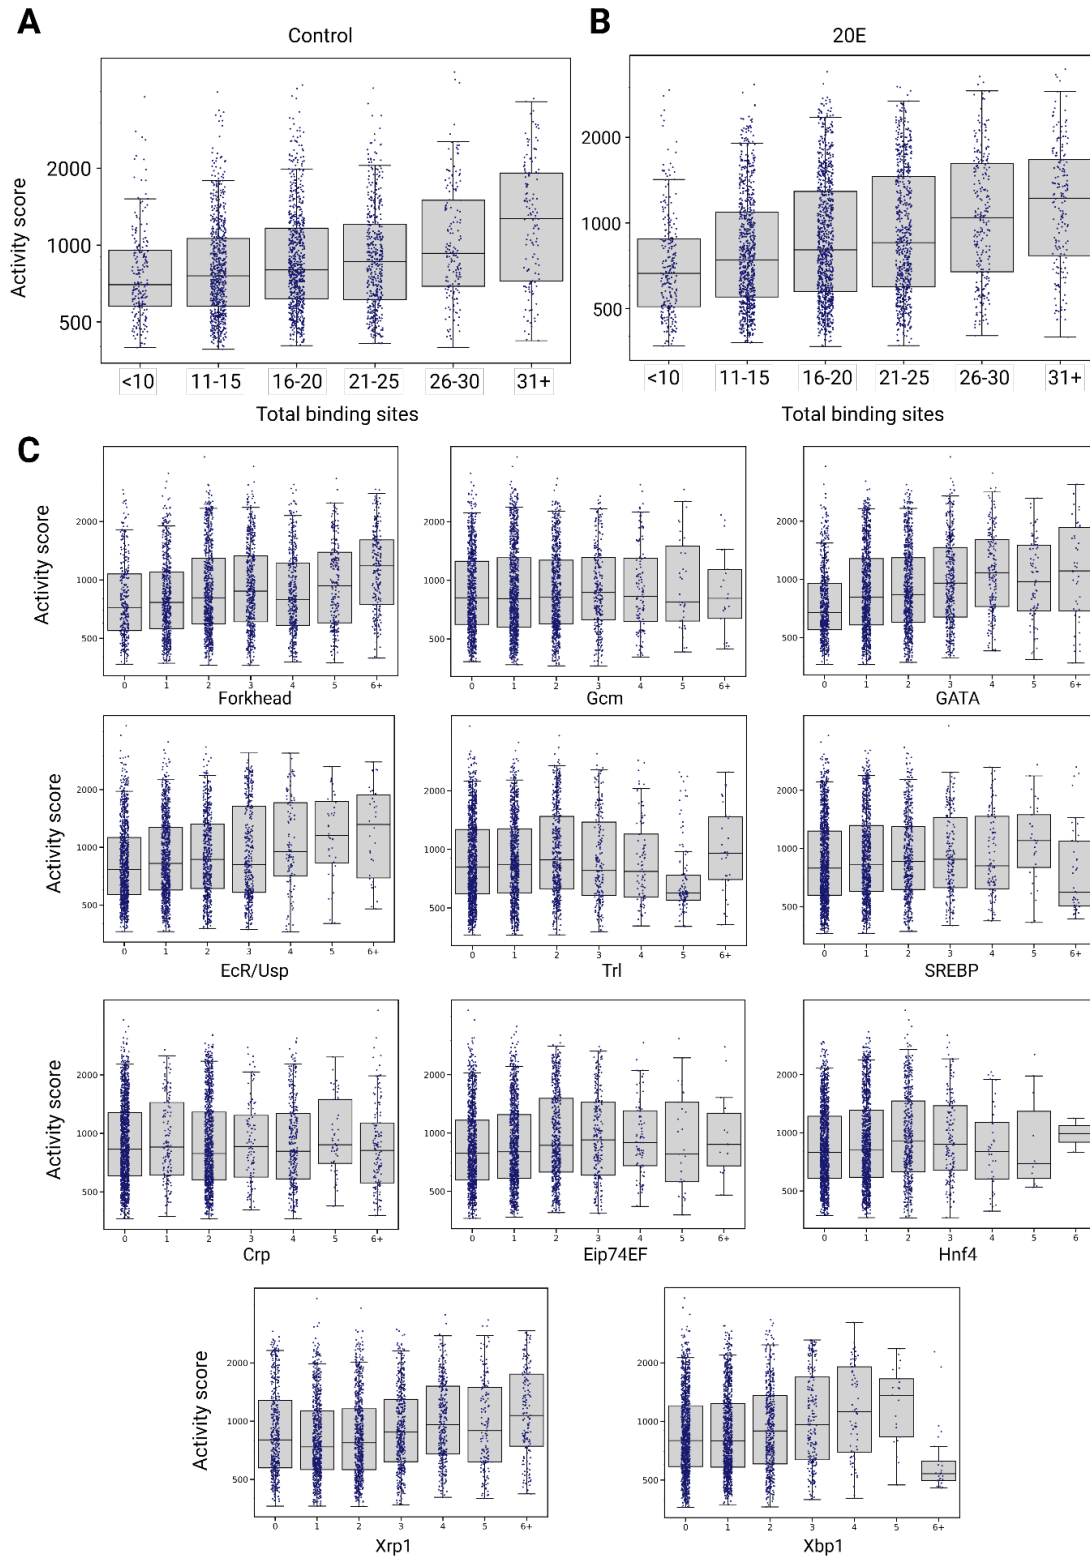 A
B
Control
20E
Activity score
2000
1000
500
2000
1000
500
<10 11-15 16-20 21-25 26-30 31+
<10 11-15 16-20 21-25 26-30 31+
Total binding sites
Total binding sites
C
Activity score
2000
1000
500
0 1 2 3 4 5 6+
Forkhead
2000
1000
500
0 1 2 3 4 5 6+
Gcm
2000
1000
500
0 1 2 3 4 5 6+
GATA
Activity score
2000
1000
500
0 1 2 3 4 5 6+
EcR/Usp
2000
1000
500
0 1 2 3 4 5 6+
Trl
2000
1000
500
0 1 2 3 4 5 6+
SREBP
Activity score
2000
1000
500
0 1 2 3 4 5 6+
Crp
2000
1000
500
0 1 2 3 4 5 6+
Eip74EF
2000
1000
500
0 1 2 3 4 5 6
Hnf4
Activity score
2000
1000
500
0 1 2 3 4 5 6+
Xrp1
2000
1000
500
0 1 2 3 4 5 6+
Xbp1